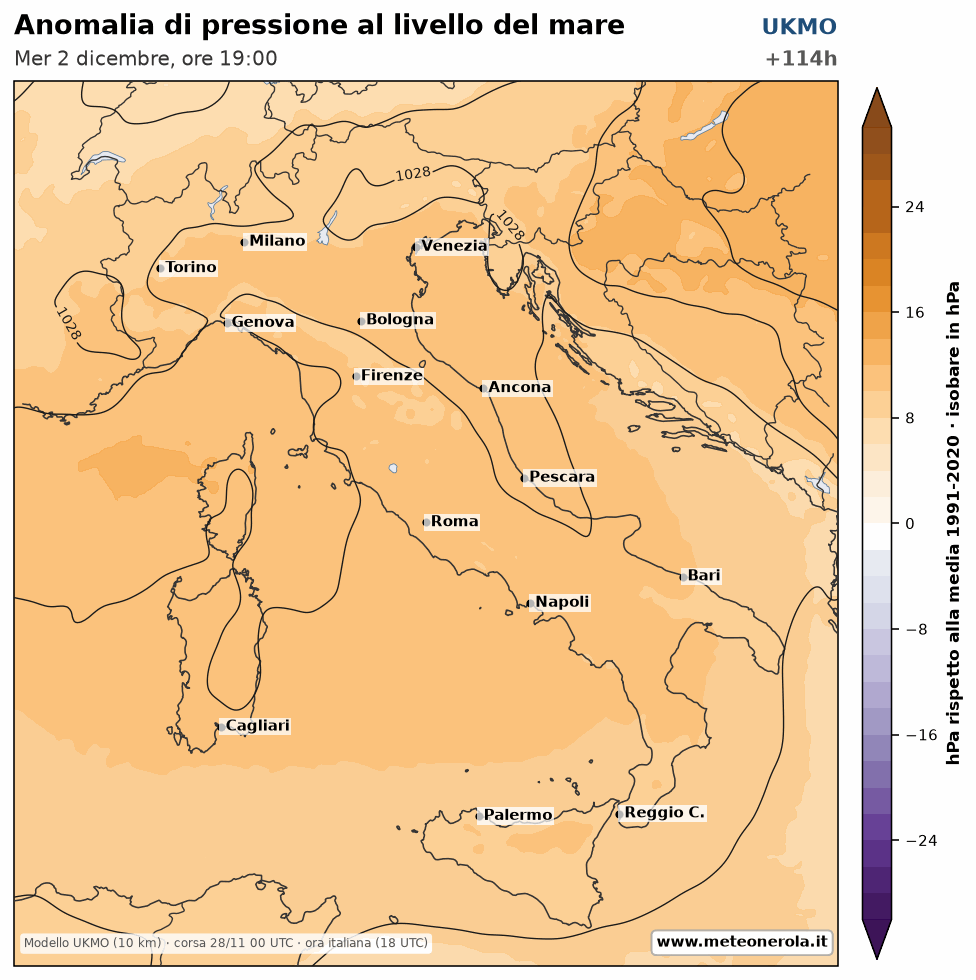 Anomalia di pressione al livello del mare
UKMO
Mer 2 dicembre, ore 19:00
+114h
1028
1028
Milano
Venezia
Torino
1028
Genova
Bologna
Firenze
Ancona
Pescara
Roma
Bari
Napoli
Cagliari
Palermo
Reggio C.
Modello UKMO (10 km) · corsa 28/11 00 UTC · ora italiana (18 UTC)
www.meteonerola.it
24
16
8
0
−8
−16
−24
hPa rispetto alla media 1991-2020 · isobare in hPa